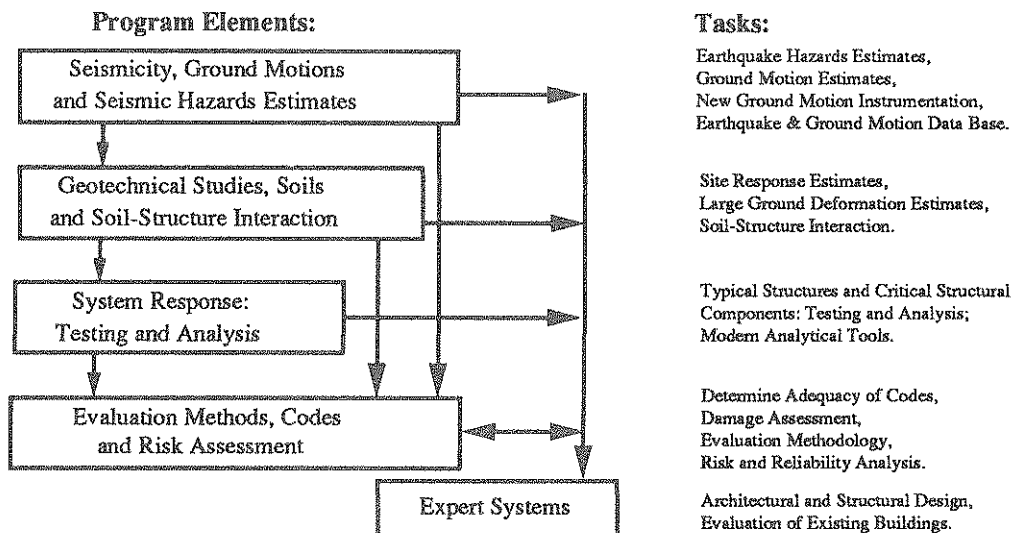 Program Elements:
Seismicity, Ground Motions
and Seismic Hazards Estimates
Geotechnical Studies, Soils
and Soil-Structure Interaction
System Response:
Testing and Analysis
Evaluation Methods, Codes
and Risk Assessment
Expert Systems
Tasks:
Earthquake Hazards Estimates,
Ground Motion Estimates,
New Ground Motion Instrumentation,
Earthquake & Ground Motion Data Base.
Site Response Estimates,
Large Ground Deformation Estimates,
Soil-Structure Interaction.
Typical Structures and Critical Structural
Components: Testing and Analysis;
Modern Analytical Tools.
Determine Adequacy of Codes,
Damage Assessment,
Evaluation Methodology,
Risk and Reliability Analysis.
Architectural and Structural Design,
Evaluation of Existing Buildings.